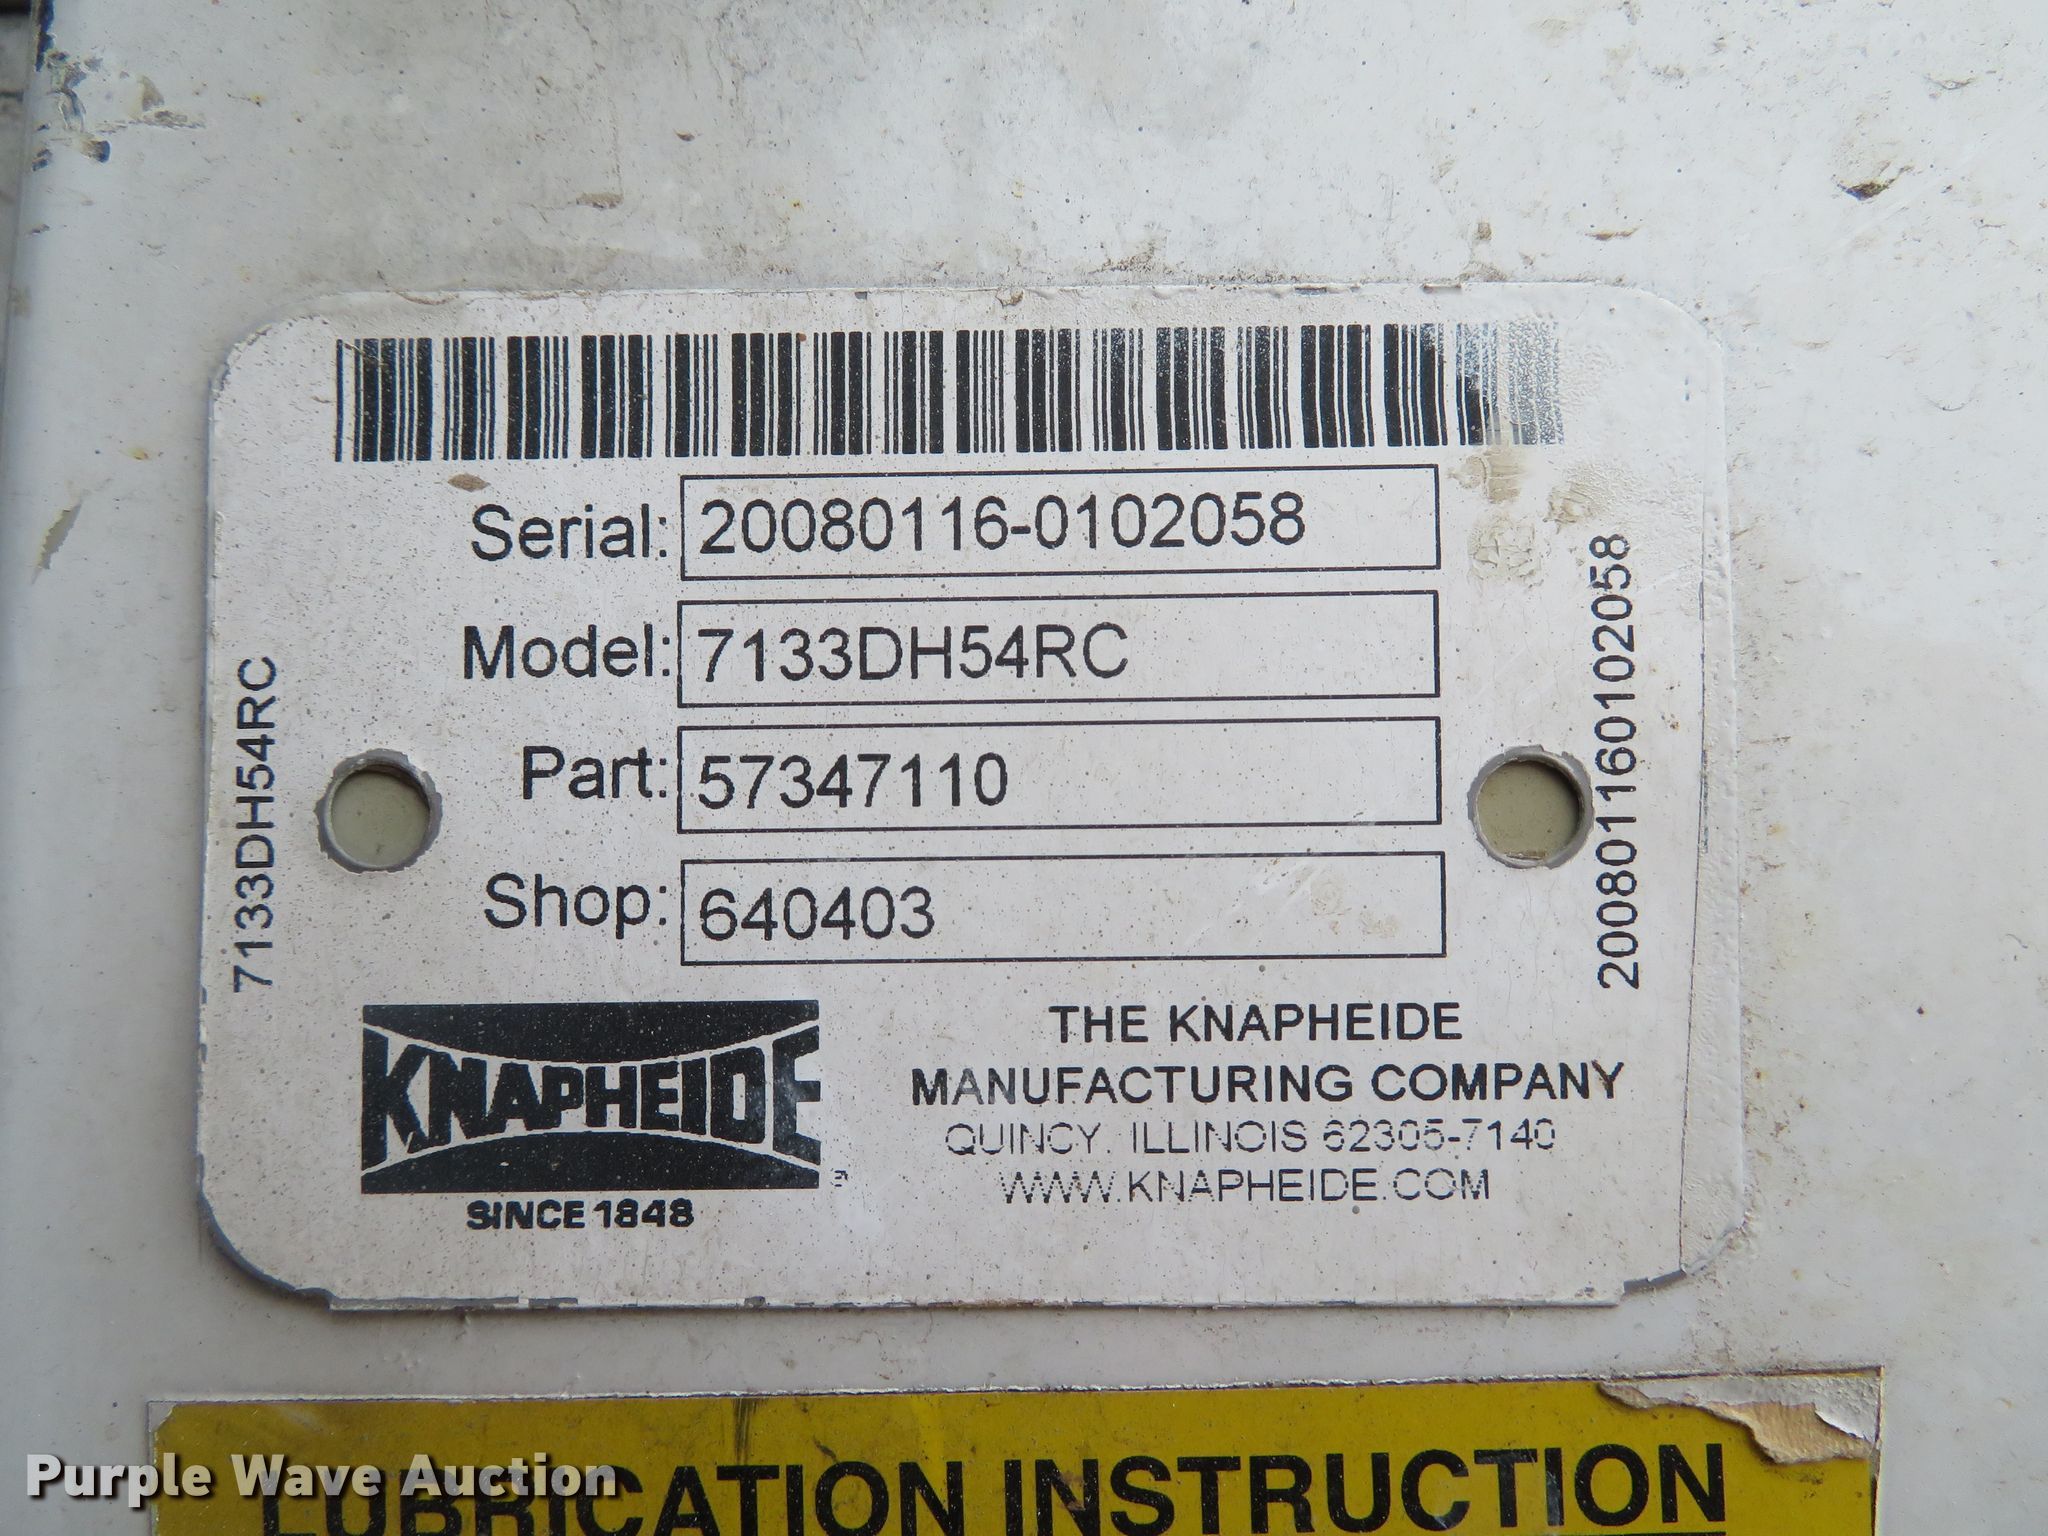 Serial: 20080116-0102058
Model: 7133DH54RC
Part: 57347110
Shop: 640403
7133DH54RC
200801160102058
KNAPHEIDE
SINCE 1848
THE KNAPHEIDE
MANUFACTURING COMPANY
QUINCY, ILLINOIS 62305-7140
WWW.KNAPHEIDE.COM
LUBRICATION INSTRUCTION
Purple Wave Auction